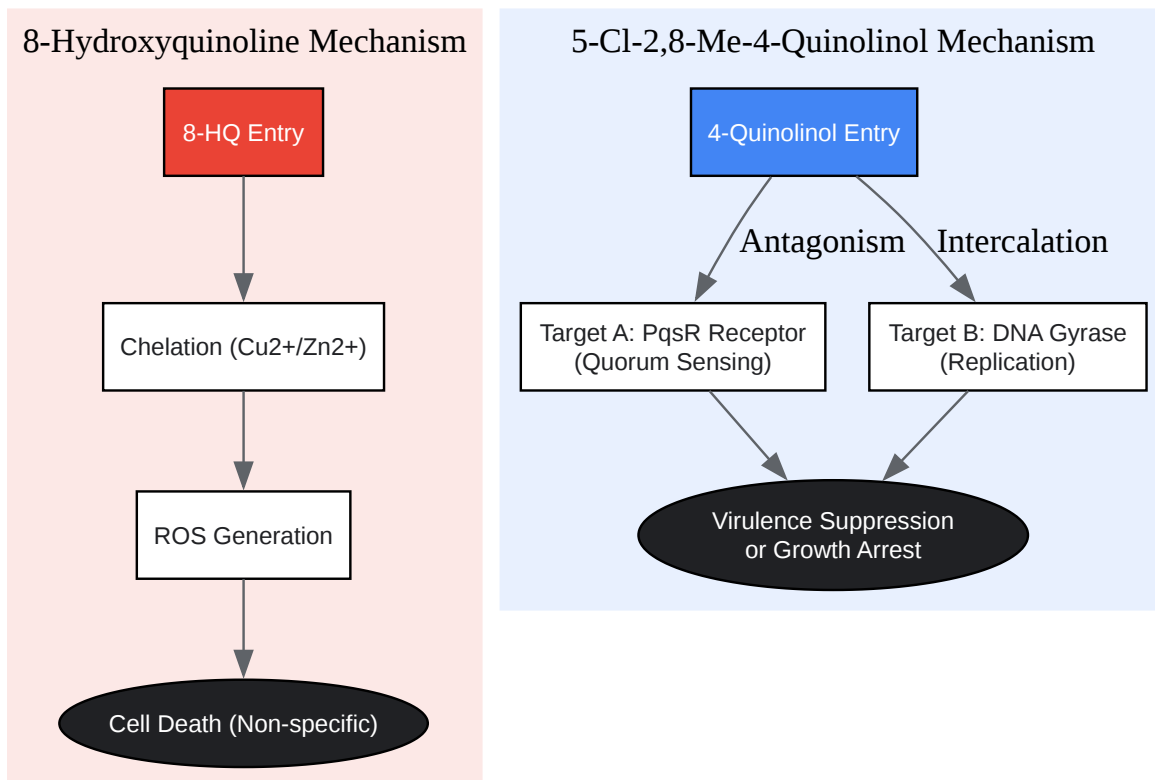 8-Hydroxyquinoline Mechanism
8-HQ Entry
Chelation (Cu2+/Zn2+)
ROS Generation
Cell Death (Non-specific)
5-Cl-2,8-Me-4-Quinolinol Mechanism
4-Quinolinol Entry
Antagonism
Intercalation
Target A: PqsR Receptor
(Quorum Sensing)
Target B: DNA Gyrase
(Replication)
Virulence Suppression
or Growth Arrest